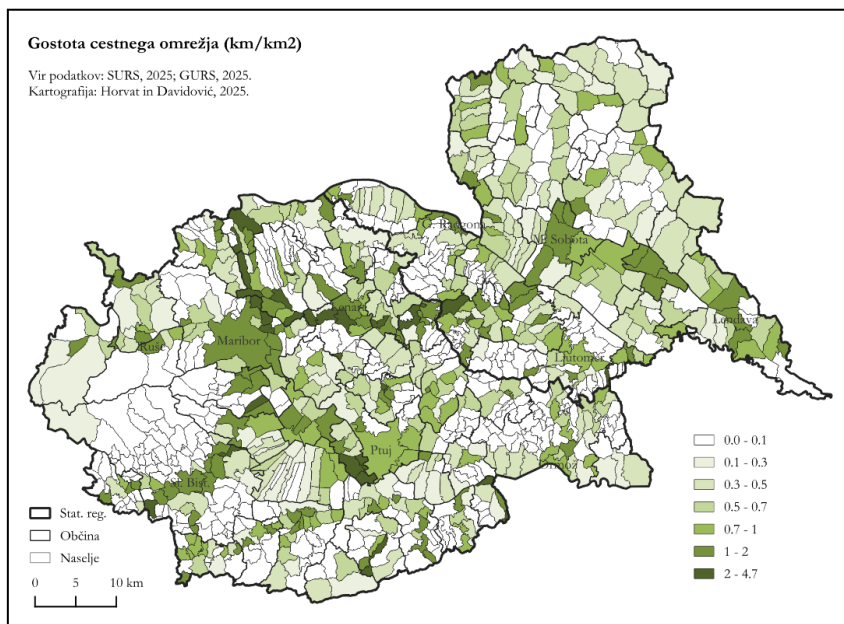 Gostota cestnega omrežja (km/km2)
Vir podatkov: SURS, 2025; GURS, 2025.
Kartografija: Horvat in Davidović, 2025.
G. Radgona
M. Sobota
Lenart
Lendava
Ruše
Maribor
Ljutomer
Ptuj
Ormož
Sl. Bist.
0.0 - 0.1
0.1 - 0.3
0.3 - 0.5
0.5 - 0.7
0.7 - 1
1 - 2
2 - 4.7
Stat. reg.
Občina
Naselje
0 5 10 km